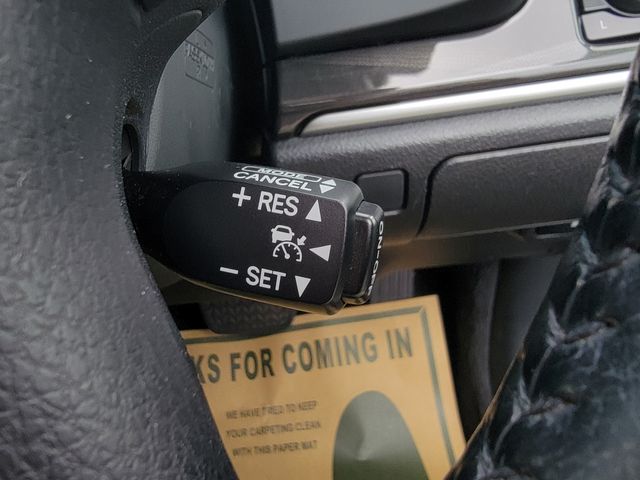 L
MODE
CANCEL
+ RES
- SET
ON-OFF
KS FOR COMING IN
WE HAVE TRIED TO KEEP
YOUR CARPETING CLEAN
WITH THIS PAPER MAT